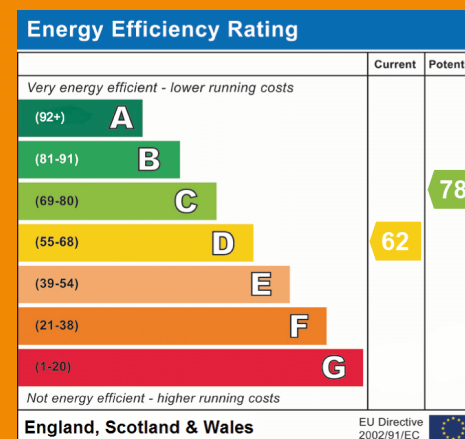 Energy Efficiency Rating
Current Potent
Very energy efficient - lower running costs
(92+) A
(81-91) B
(69-80) C
78
(55-68) D
62
(39-54) E
(21-38) F
(1-20) G
Not energy efficient - higher running costs
England, Scotland & Wales
EU Directive
2002/91/EC